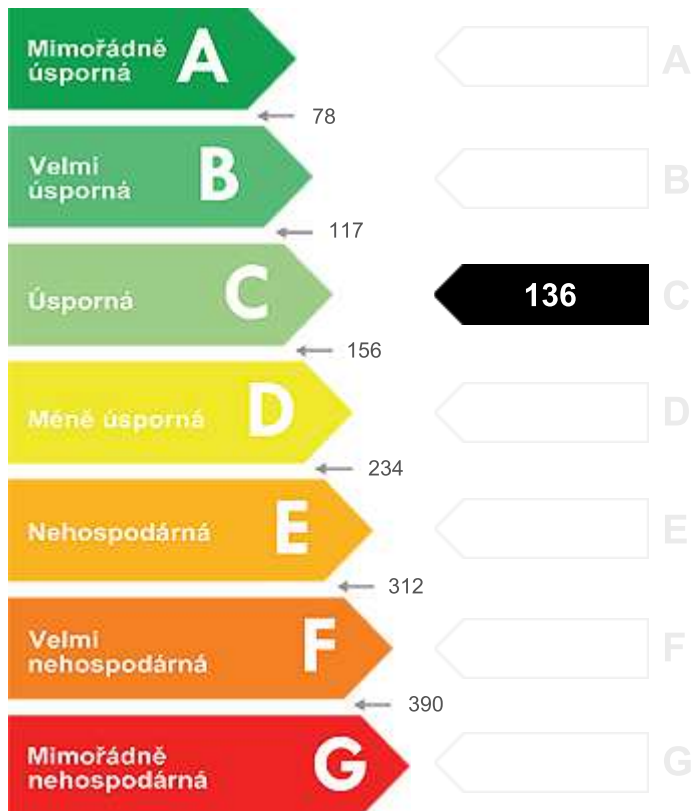 Mimořádně
úsporná
A
A
78
Velmi
úsporná
B
B
117
Úsporná
C
136
C
156
Méně úsporná
D
D
234
Nehospodárná
E
E
312
Velmi
nehospodárná
F
F
390
Mimořádně
nehospodárná
G
G